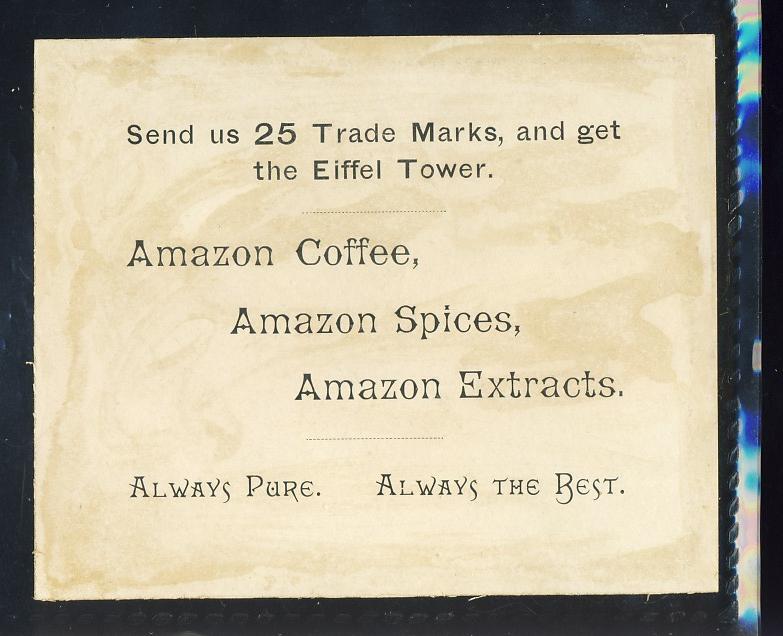 Send us 25 Trade Marks, and get
the Eiffel Tower.
Amazon Coffee,
Amazon Spices,
Amazon Extracts.
Always Pure. Always the Best.